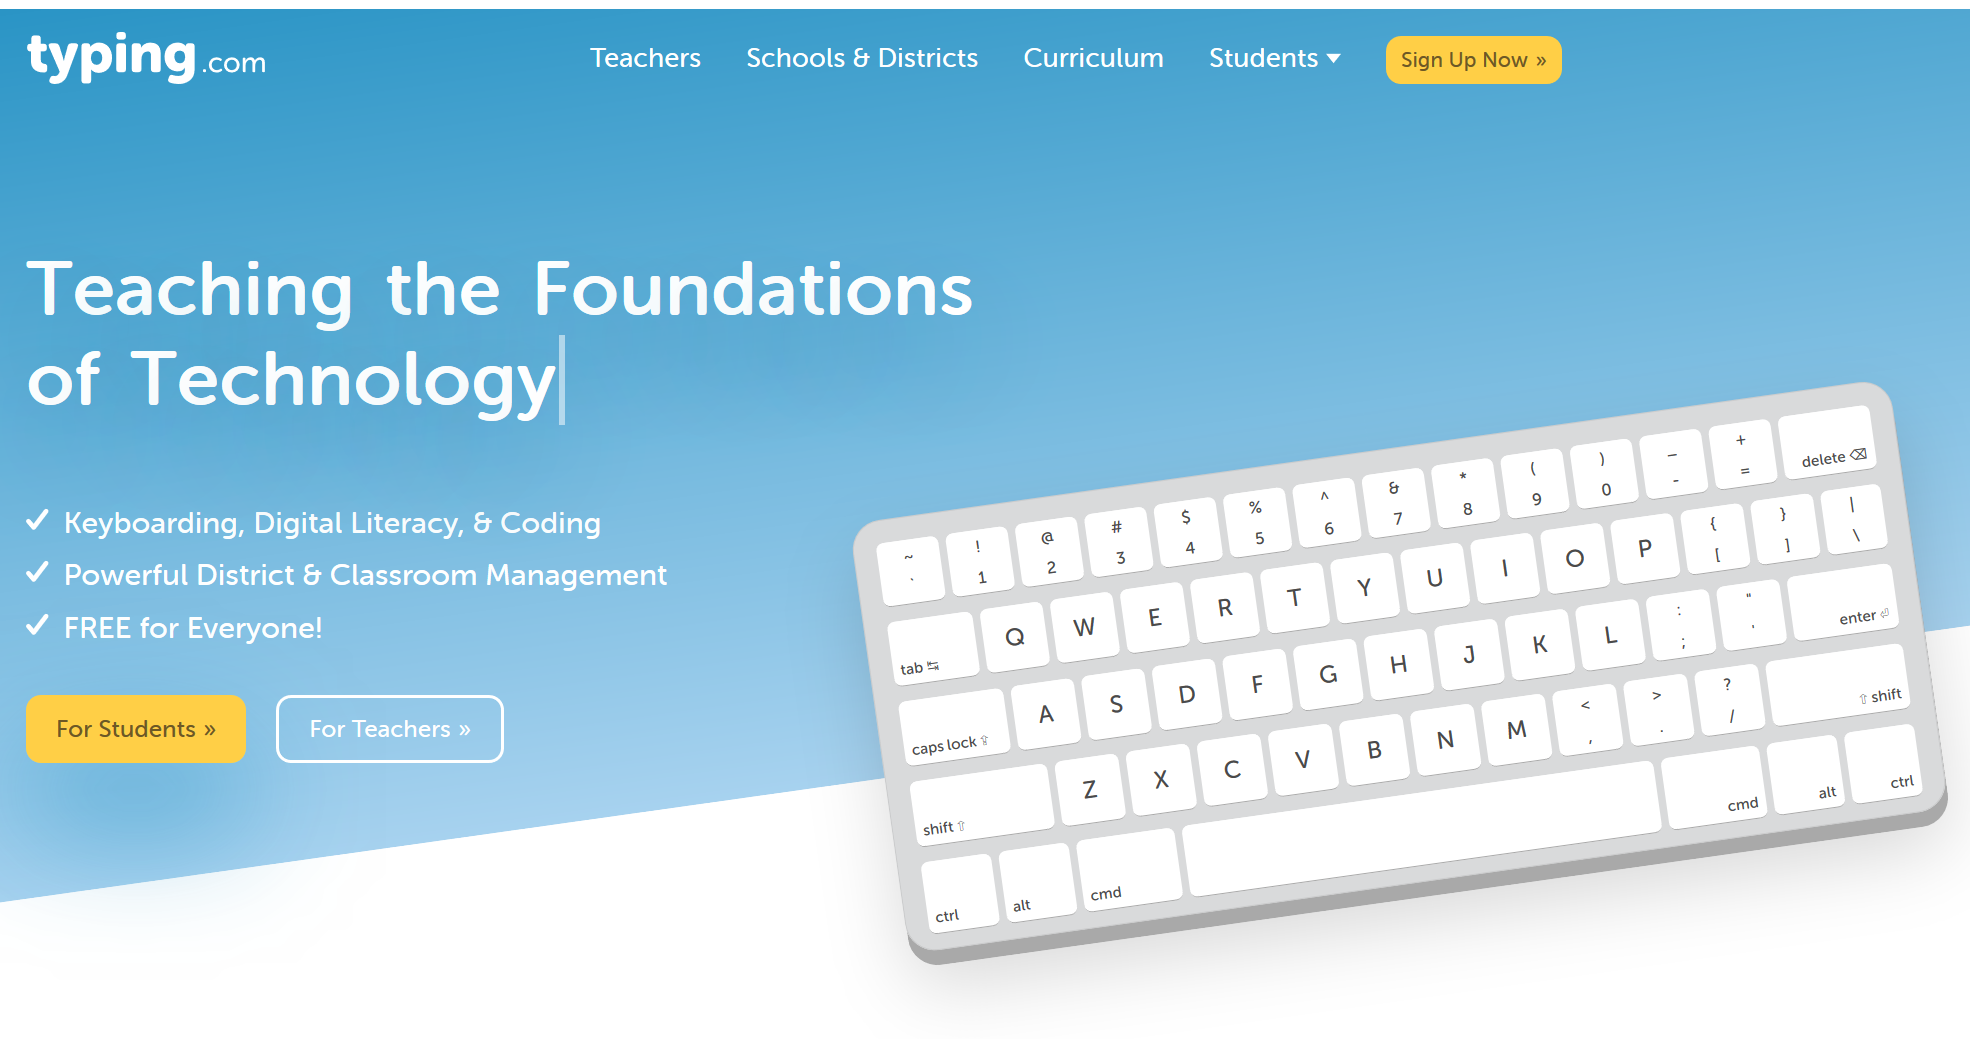 typing.com
Teachers Schools & Districts Curriculum Students Sign Up Now »
Teaching the Foundations
of Technology
Keyboarding, Digital Literacy, & Coding
Powerful District & Classroom Management
FREE for Everyone!
For Students » For Teachers »
~ ! @ # $ % ^ & * ( ) _ +
` 1 2 3 4 5 6 7 8 9 0 - = delete
tab Q W E R T Y U I O P { [ } ] | \
caps lock A S D F G H J K L : ; " ' enter
shift Z X C V B N M < , > . ? / shift
ctrl alt cmd cmd alt ctrl